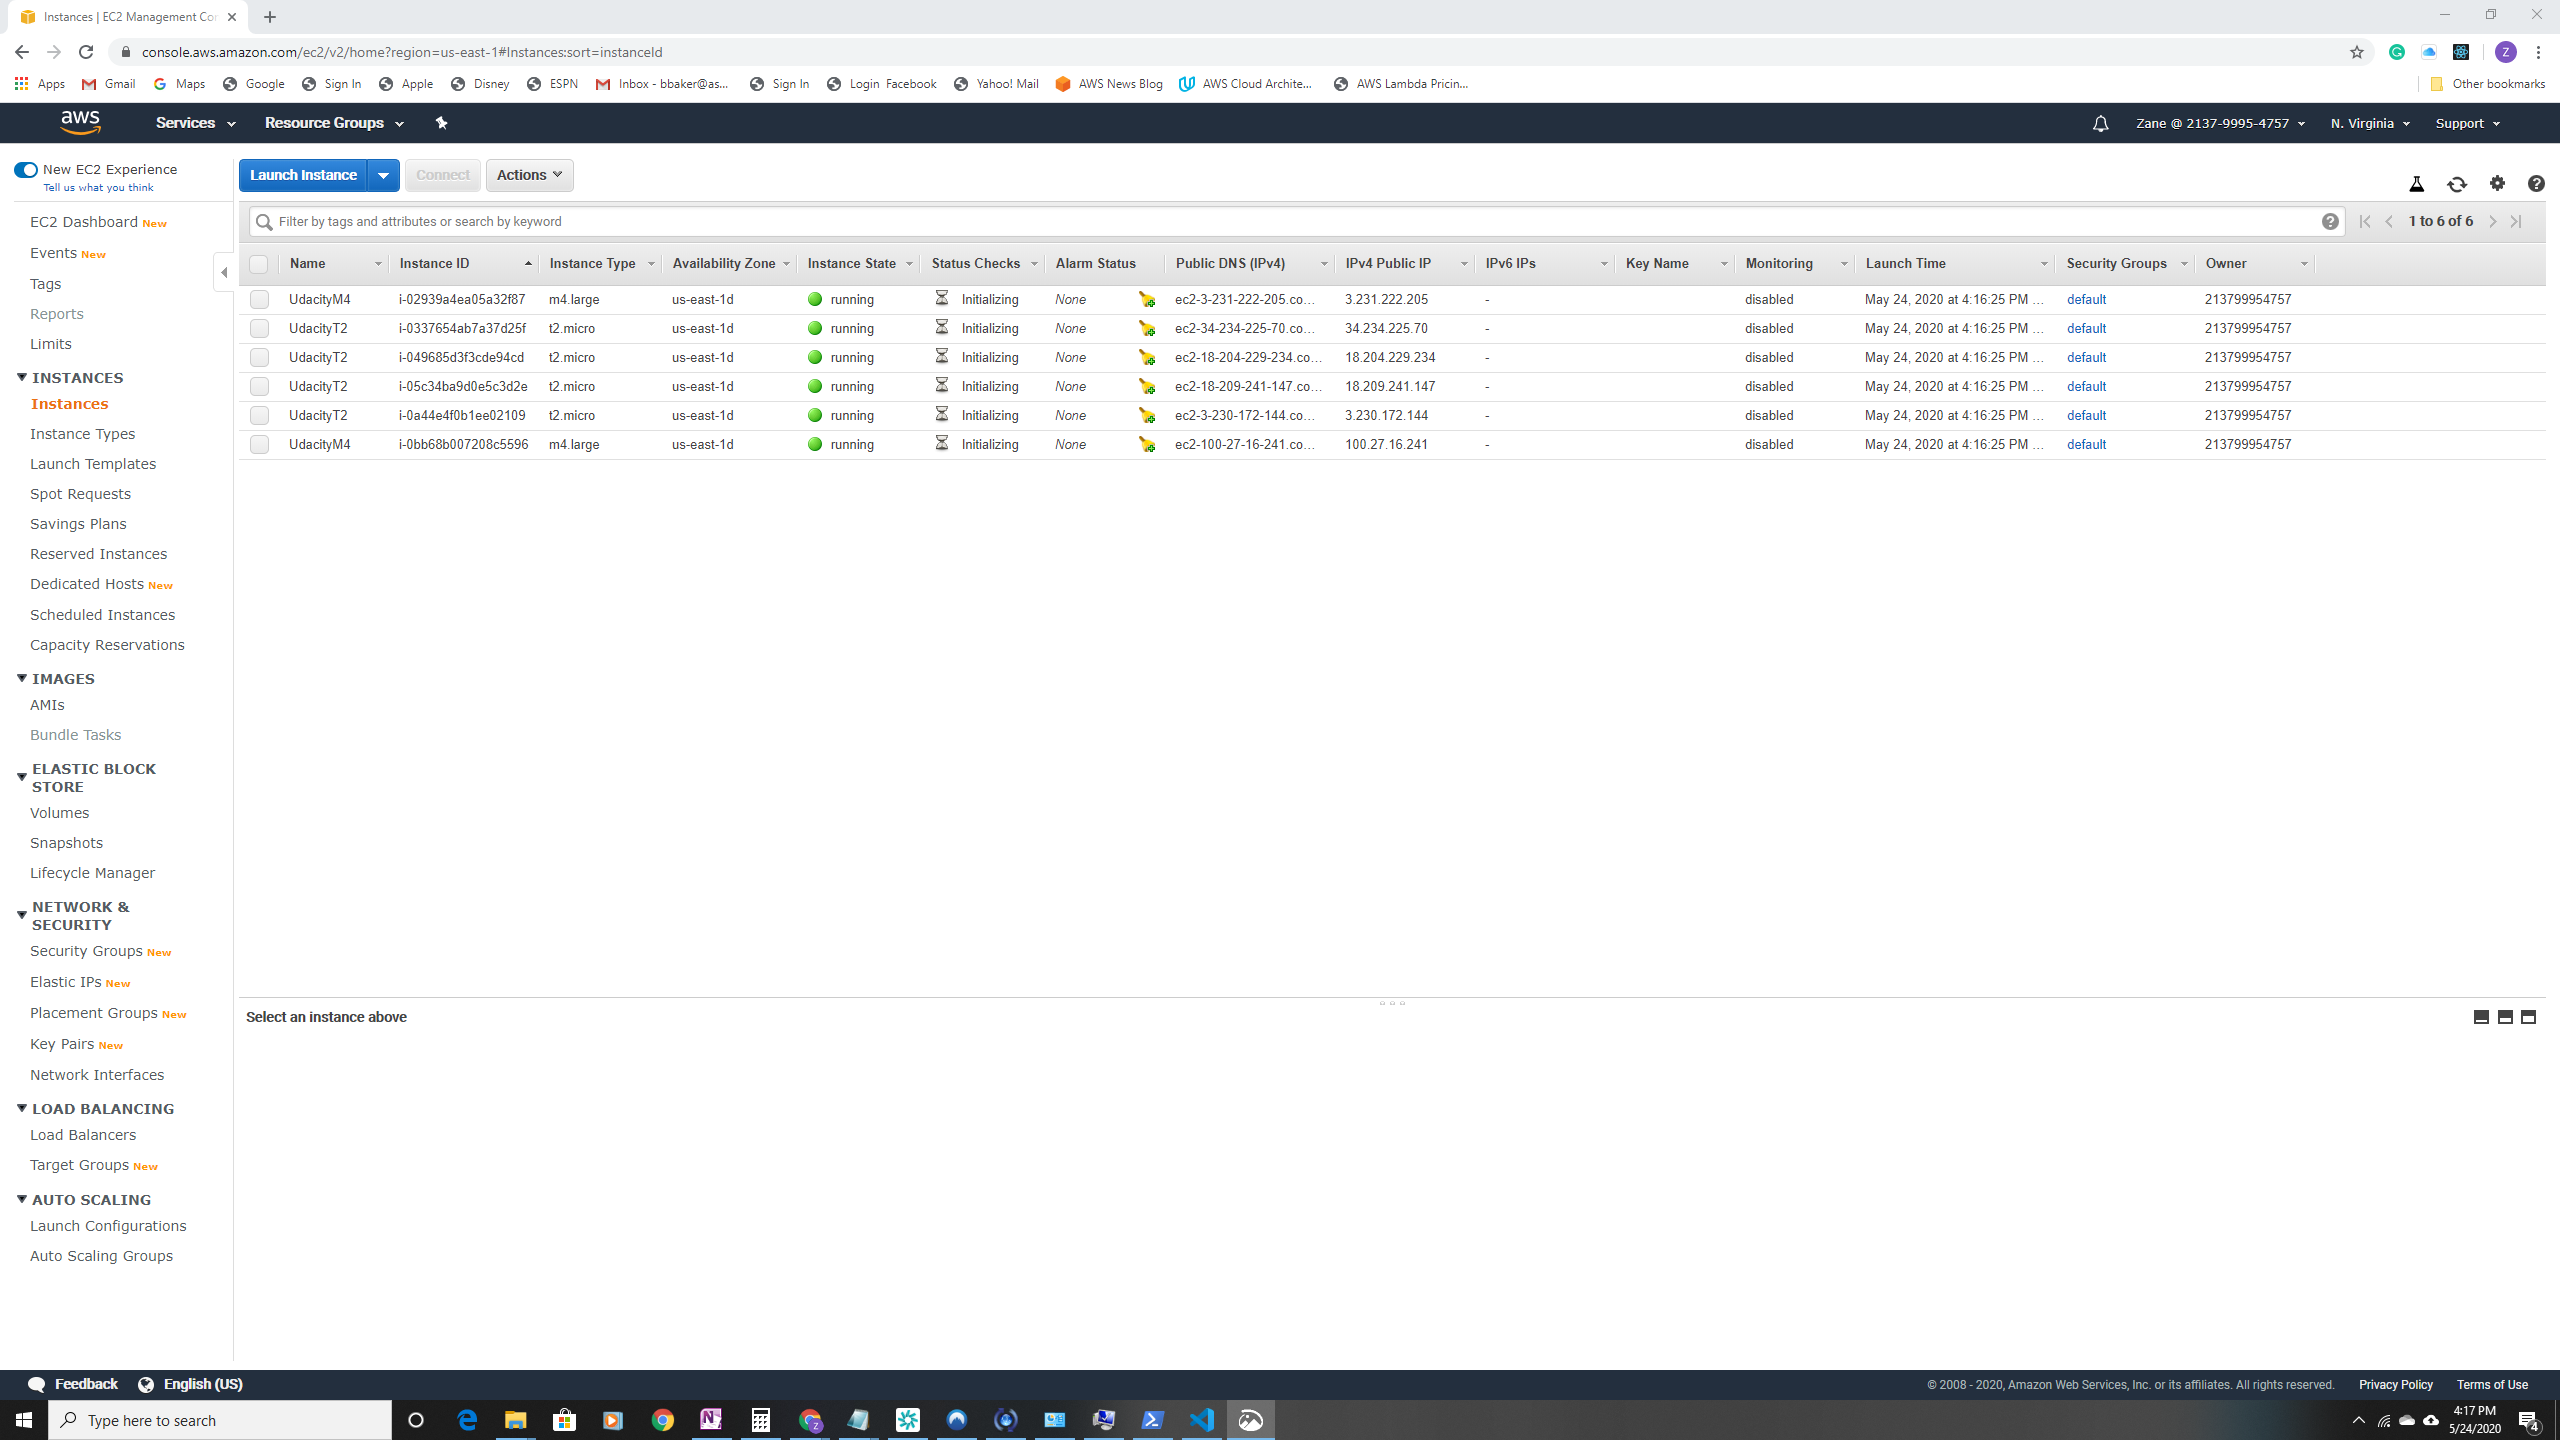 Instances | EC2 Management Con
console.aws.amazon.com/ec2/v2/home?region=us-east-1#Instances:sort=instanceId
Z
Apps Gmail Maps Google Sign In Apple Disney ESPN Inbox - bbaker@as... Sign In Login Facebook Yahoo! Mail AWS News Blog AWS Cloud Archite... AWS Lambda Pricin... Other bookmarks
aws Services Resource Groups Zane @ 2137-9995-4757 N. Virginia Support
New EC2 Experience
Tell us what you think
Launch Instance Connect Actions
Filter by tags and attributes or search by keyword 1 to 6 of 6
Name Instance ID Instance Type Availability Zone Instance State Status Checks Alarm Status Public DNS (IPv4) IPv4 Public IP IPv6 IPs Key Name Monitoring Launch Time Security Groups Owner
UdacityM4 i-02939a4ea05a32f87 m4.large us-east-1d running Initializing None ec2-3-231-222-205.co... 3.231.222.205 - disabled May 24, 2020 at 4:16:25 PM ... default 213799954757
UdacityT2 i-0337654ab7a37d25f t2.micro us-east-1d running Initializing None ec2-34-234-225-70.co... 34.234.225.70 - disabled May 24, 2020 at 4:16:25 PM ... default 213799954757
UdacityT2 i-049685d3f3cde94cd t2.micro us-east-1d running Initializing None ec2-18-204-229-234.co... 18.204.229.234 - disabled May 24, 2020 at 4:16:25 PM ... default 213799954757
UdacityT2 i-05c34ba9d0e5c3d2e t2.micro us-east-1d running Initializing None ec2-18-209-241-147.co... 18.209.241.147 - disabled May 24, 2020 at 4:16:25 PM ... default 213799954757
UdacityT2 i-0a44e4f0b1ee02109 t2.micro us-east-1d running Initializing None ec2-3-230-172-144.co... 3.230.172.144 - disabled May 24, 2020 at 4:16:25 PM ... default 213799954757
UdacityM4 i-0bb68b007208c5596 m4.large us-east-1d running Initializing None ec2-100-27-16-241.co... 100.27.16.241 - disabled May 24, 2020 at 4:16:25 PM ... default 213799954757
EC2 Dashboard New
Events New
Tags
Reports
Limits
INSTANCES
Instances
Instance Types
Launch Templates
Spot Requests
Savings Plans
Reserved Instances
Dedicated Hosts New
Scheduled Instances
Capacity Reservations
IMAGES
AMIs
Bundle Tasks
ELASTIC BLOCK
STORE
Volumes
Snapshots
Lifecycle Manager
NETWORK &
SECURITY
Security Groups New
Elastic IPs New
Placement Groups New
Key Pairs New
Network Interfaces
LOAD BALANCING
Load Balancers
Target Groups New
AUTO SCALING
Launch Configurations
Auto Scaling Groups
Select an instance above
Feedback English (US) © 2008 - 2020, Amazon Web Services, Inc. or its affiliates. All rights reserved. Privacy Policy Terms of Use
Type here to search
4:17 PM
5/24/2020
4